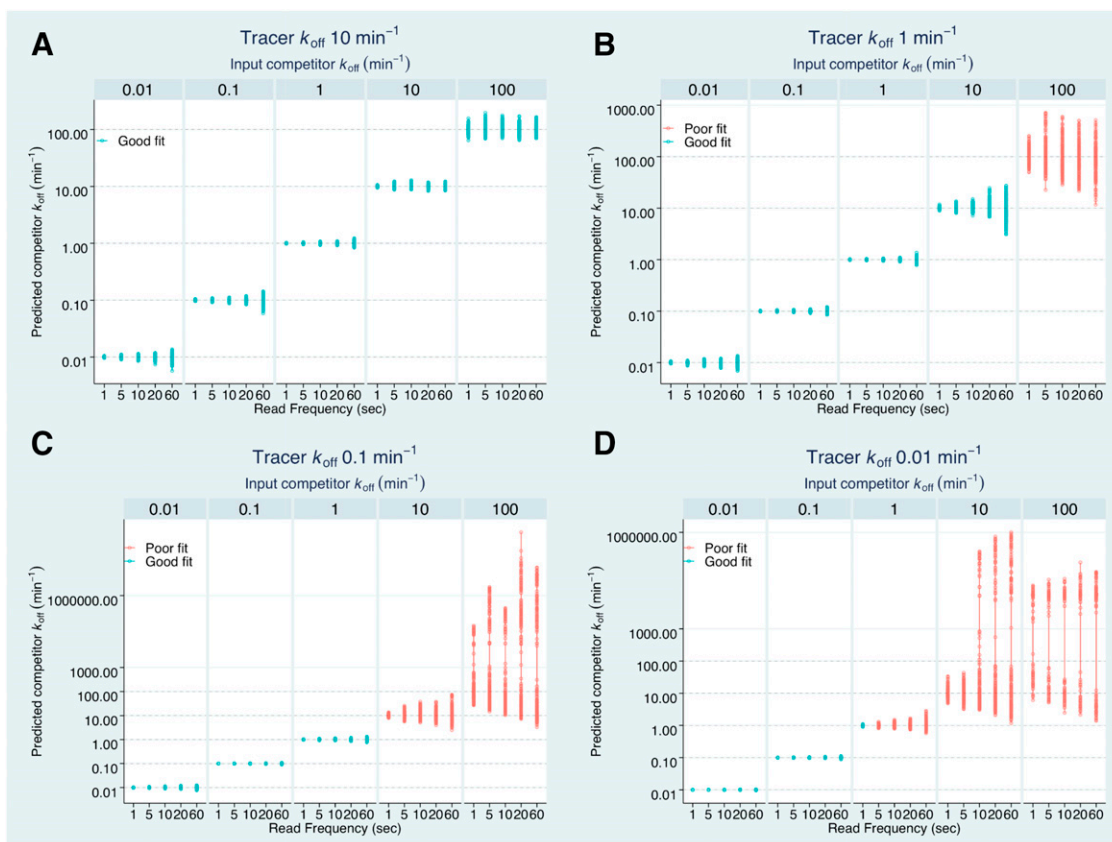 A
Tracer koff 10 min−1
Input competitor koff (min−1)
0.01 0.1 1 10 100
Good fit
Predicted competitor koff (min−1)
100.00
10.00
1.00
0.10
0.01
1 5 10 20 60 1 5 10 20 60 1 5 10 20 60 1 5 10 20 60 1 5 10 20 60
Read Frequency (sec)
B
Tracer koff 1 min−1
Input competitor koff (min−1)
0.01 0.1 1 10 100
Poor fit
Good fit
Predicted competitor koff (min−1)
1000.00
100.00
10.00
1.00
0.10
0.01
1 5 10 20 60 1 5 10 20 60 1 5 10 20 60 1 5 10 20 60 1 5 10 20 60
Read Frequency (sec)
C
Tracer koff 0.1 min−1
Input competitor koff (min−1)
0.01 0.1 1 10 100
Poor fit
Good fit
Predicted competitor koff (min−1)
1000000.00
1000.00
100.00
10.00
1.00
0.10
0.01
1 5 10 20 60 1 5 10 20 60 1 5 10 20 60 1 5 10 20 60 1 5 10 20 60
Read Frequency (sec)
D
Tracer koff 0.01 min−1
Input competitor koff (min−1)
0.01 0.1 1 10 100
Poor fit
Good fit
Predicted competitor koff (min−1)
1000000.00
1000.00
100.00
10.00
1.00
0.10
0.01
1 5 10 20 60 1 5 10 20 60 1 5 10 20 60 1 5 10 20 60 1 5 10 20 60
Read Frequency (sec)